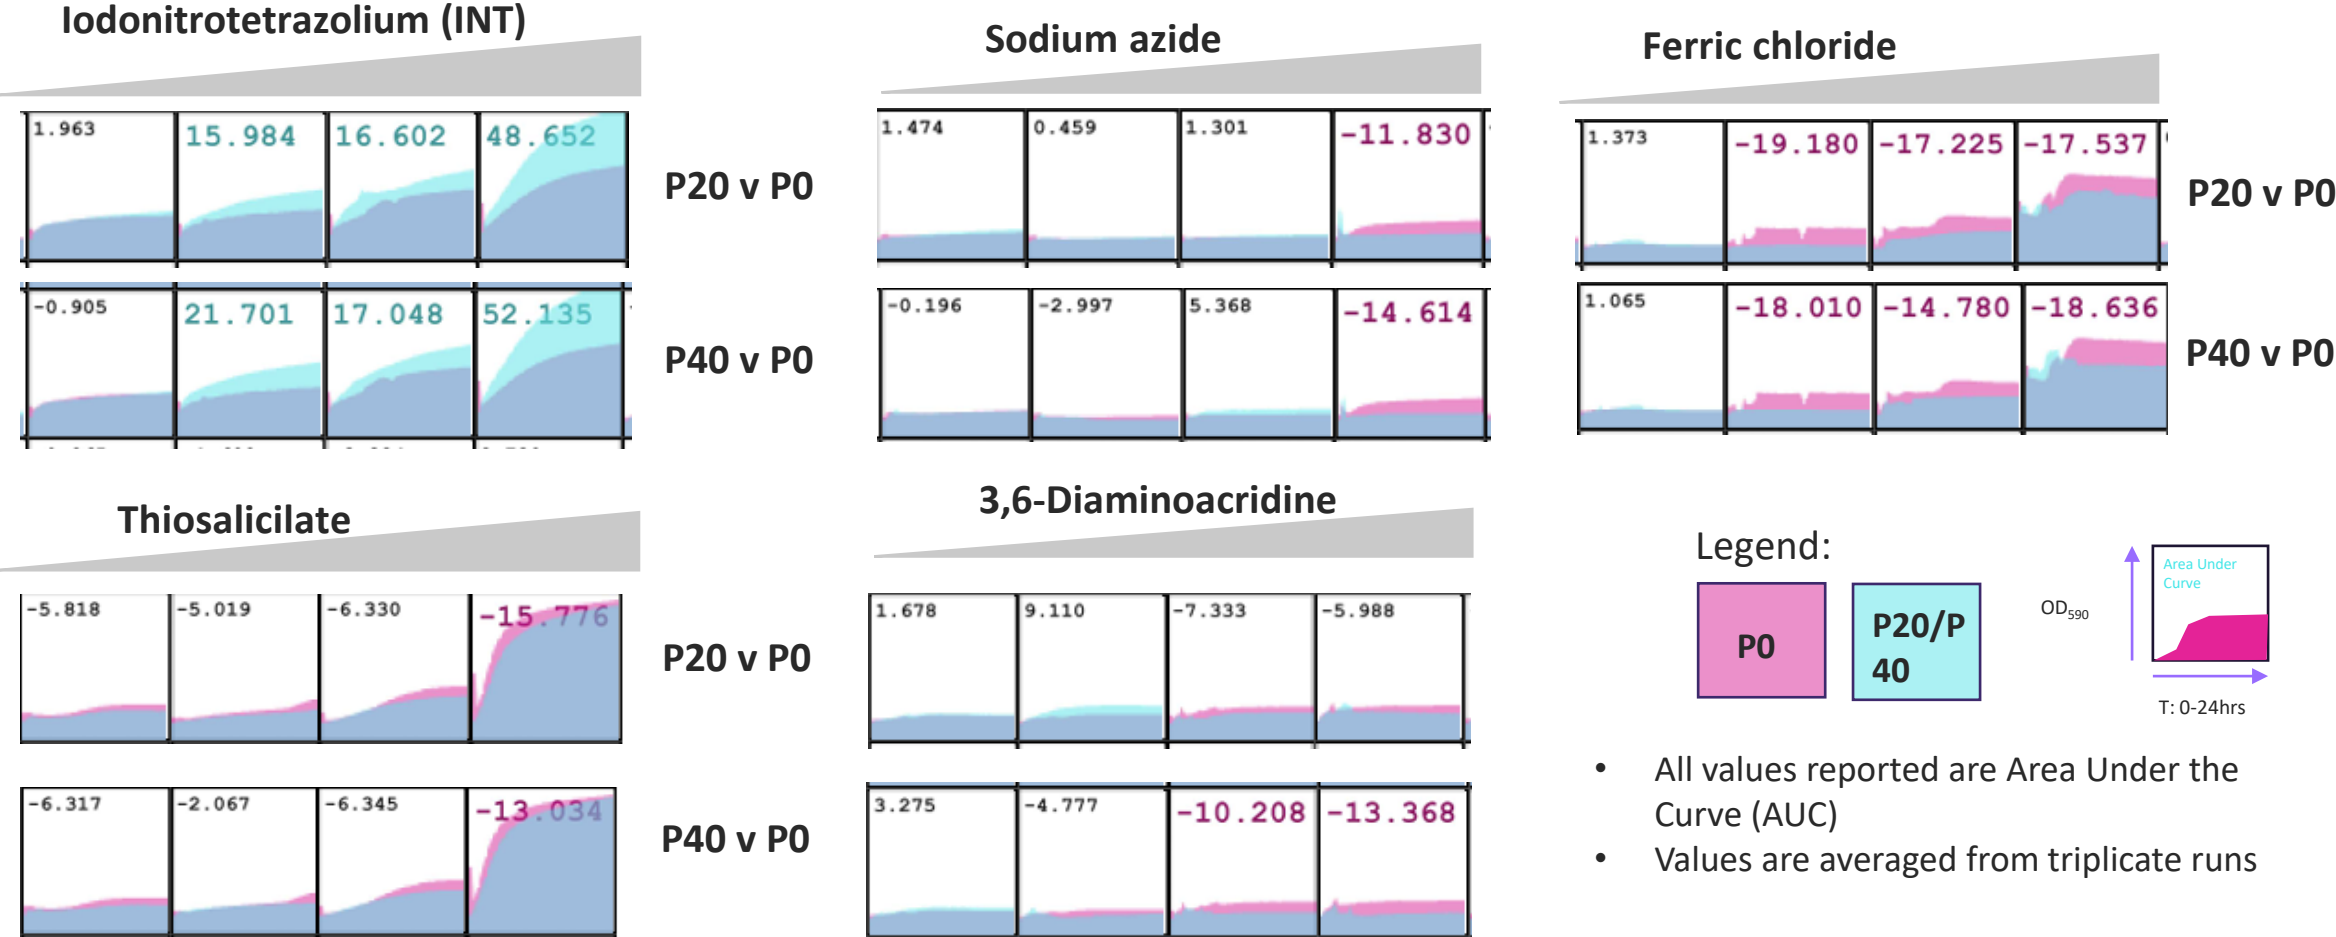 Iodonitrotetrazolium (INT)
1.963 15.984 16.602 48.652
P20 v P0
-0.905 21.701 17.048 52.135
P40 v P0
Sodium azide
1.474 0.459 1.301 -11.830
-0.196 -2.997 5.368 -14.614
Ferric chloride
1.373 -19.180 -17.225 -17.537
P20 v P0
1.065 -18.010 -14.780 -18.636
P40 v P0
Thiosalicilate
-5.818 -5.019 -6.330 -15.776
P20 v P0
-6.317 -2.067 -6.345 -13.034
P40 v P0
3,6-Diaminoacridine
1.678 9.110 -7.333 -5.988
3.275 -4.777 -10.208 -13.368
Legend:
P0
P20/P
40
OD590
Area Under
Curve
T: 0-24hrs
• All values reported are Area Under the
Curve (AUC)
• Values are averaged from triplicate runs